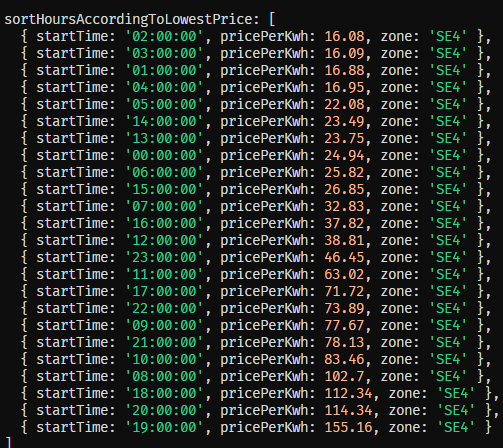 sortHoursAccordingToLowestPrice: [
  { startTime: '02:00:00', pricePerKwh: 16.08, zone: 'SE4' },
  { startTime: '03:00:00', pricePerKwh: 16.09, zone: 'SE4' },
  { startTime: '01:00:00', pricePerKwh: 16.88, zone: 'SE4' },
  { startTime: '04:00:00', pricePerKwh: 16.95, zone: 'SE4' },
  { startTime: '05:00:00', pricePerKwh: 22.08, zone: 'SE4' },
  { startTime: '14:00:00', pricePerKwh: 23.49, zone: 'SE4' },
  { startTime: '13:00:00', pricePerKwh: 23.75, zone: 'SE4' },
  { startTime: '00:00:00', pricePerKwh: 24.94, zone: 'SE4' },
  { startTime: '06:00:00', pricePerKwh: 25.82, zone: 'SE4' },
  { startTime: '15:00:00', pricePerKwh: 26.85, zone: 'SE4' },
  { startTime: '07:00:00', pricePerKwh: 32.83, zone: 'SE4' },
  { startTime: '16:00:00', pricePerKwh: 37.82, zone: 'SE4' },
  { startTime: '12:00:00', pricePerKwh: 38.81, zone: 'SE4' },
  { startTime: '23:00:00', pricePerKwh: 46.45, zone: 'SE4' },
  { startTime: '11:00:00', pricePerKwh: 63.02, zone: 'SE4' },
  { startTime: '17:00:00', pricePerKwh: 71.72, zone: 'SE4' },
  { startTime: '22:00:00', pricePerKwh: 73.89, zone: 'SE4' },
  { startTime: '09:00:00', pricePerKwh: 77.67, zone: 'SE4' },
  { startTime: '21:00:00', pricePerKwh: 78.13, zone: 'SE4' },
  { startTime: '10:00:00', pricePerKwh: 83.46, zone: 'SE4' },
  { startTime: '08:00:00', pricePerKwh: 102.7, zone: 'SE4' },
  { startTime: '18:00:00', pricePerKwh: 112.34, zone: 'SE4' },
  { startTime: '20:00:00', pricePerKwh: 114.34, zone: 'SE4' },
  { startTime: '19:00:00', pricePerKwh: 155.16, zone: 'SE4' }
]